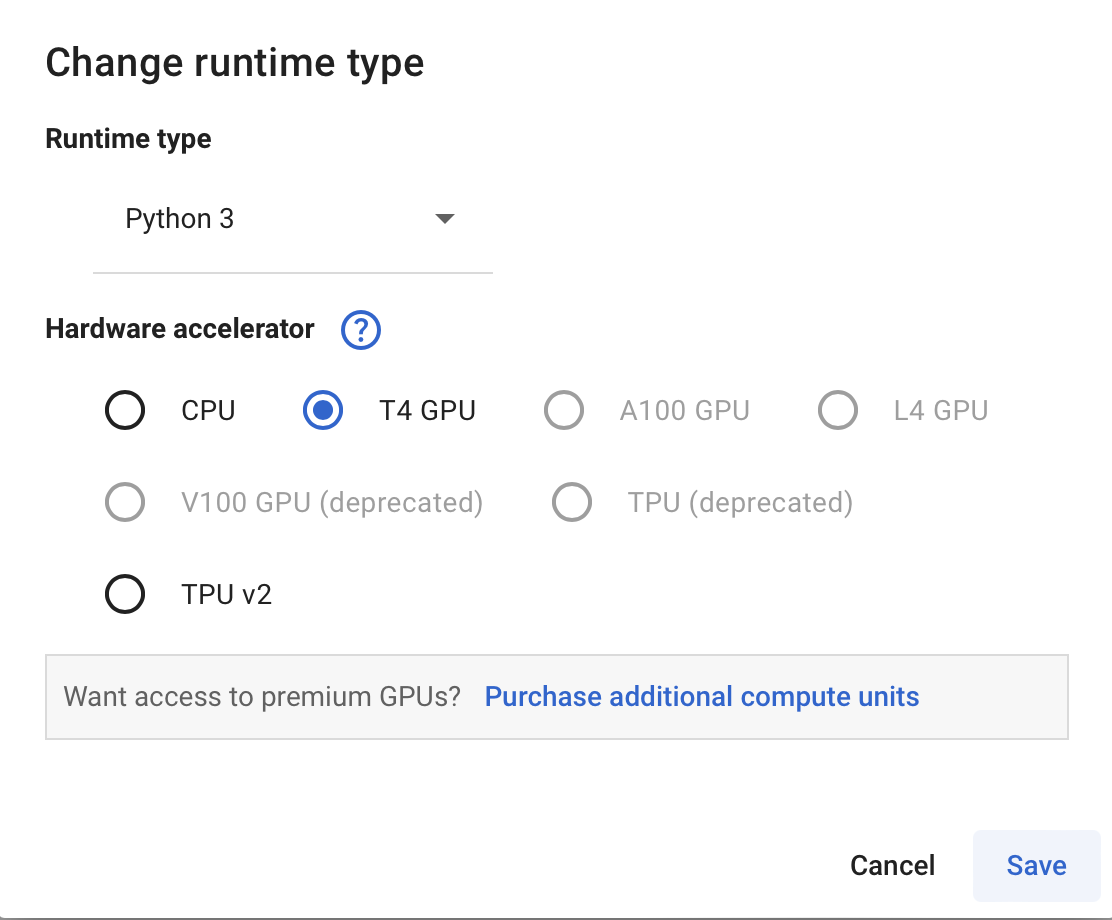 Change runtime type
Runtime type
Python 3
Hardware accelerator ?
CPU T4 GPU A100 GPU L4 GPU
V100 GPU (deprecated) TPU (deprecated)
TPU v2
Want access to premium GPUs? Purchase additional compute units
Cancel Save